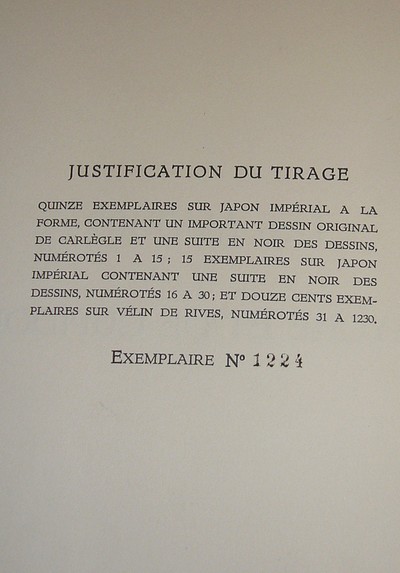 JUSTIFICATION DU TIRAGE
QUINZE EXEMPLAIRES SUR JAPON IMPÉRIAL A LA
FORME, CONTENANT UN IMPORTANT DESSIN ORIGINAL
DE CARLÈGLE ET UNE SUITE EN NOIR DES DESSINS,
NUMÉROTÉS 1 A 15; 15 EXEMPLAIRES SUR JAPON
IMPÉRIAL CONTENANT UNE SUITE EN NOIR DES
DESSINS, NUMÉROTÉS 16 A 30; ET DOUZE CENTS EXEM-
PLAIRES SUR VÉLIN DE RIVES, NUMÉROTÉS 31 A 1230.
EXEMPLAIRE Nº 1224